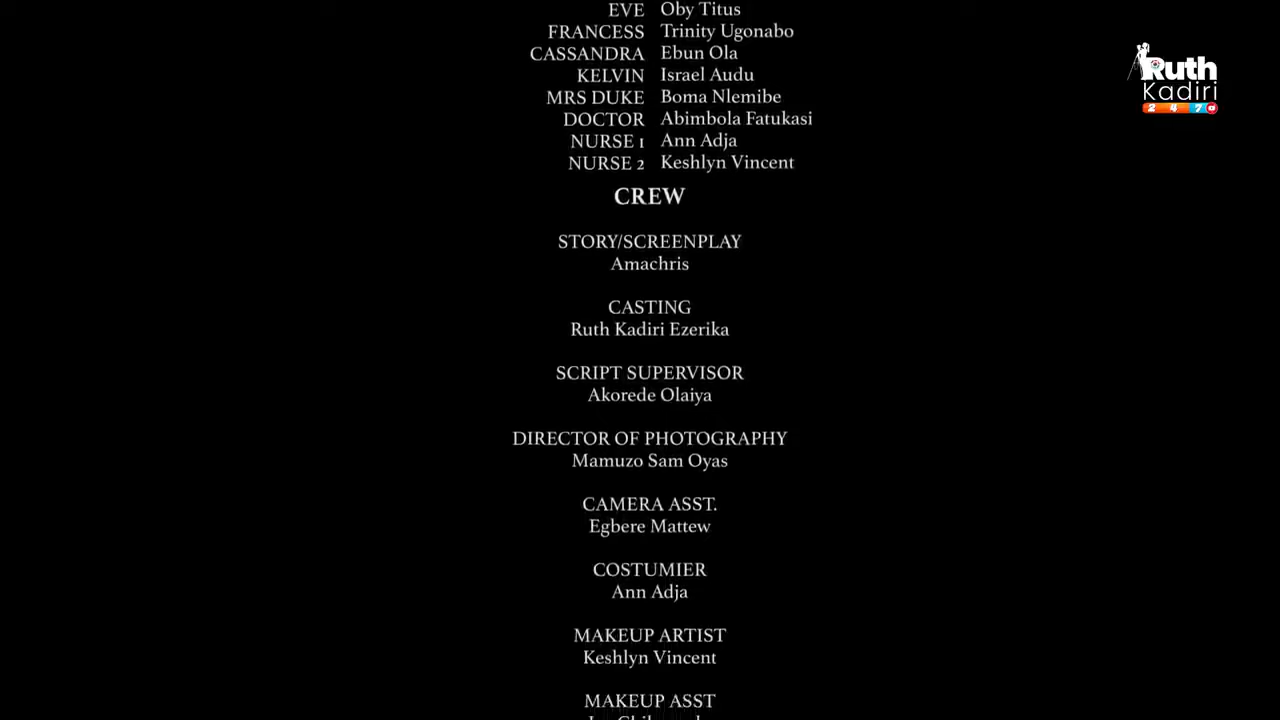 EVE Oby Titus
FRANCESS Trinity Ugonabo
CASSANDRA Ebun Ola
KELVIN Israel Audu
MRS DUKE Boma Nlemibe
DOCTOR Abimbola Fatukasi
NURSE 1 Ann Adja
NURSE 2 Keshlyn Vincent
Ruth
Kadiri
247
CREW
STORY/SCREENPLAY
Amachris
CASTING
Ruth Kadiri Ezerika
SCRIPT SUPERVISOR
Akorede Olaiya
DIRECTOR OF PHOTOGRAPHY
Mamuzo Sam Oyas
CAMERA ASST.
Egbere Mattew
COSTUMIER
Ann Adja
MAKEUP ARTIST
Keshlyn Vincent
MAKEUP ASST